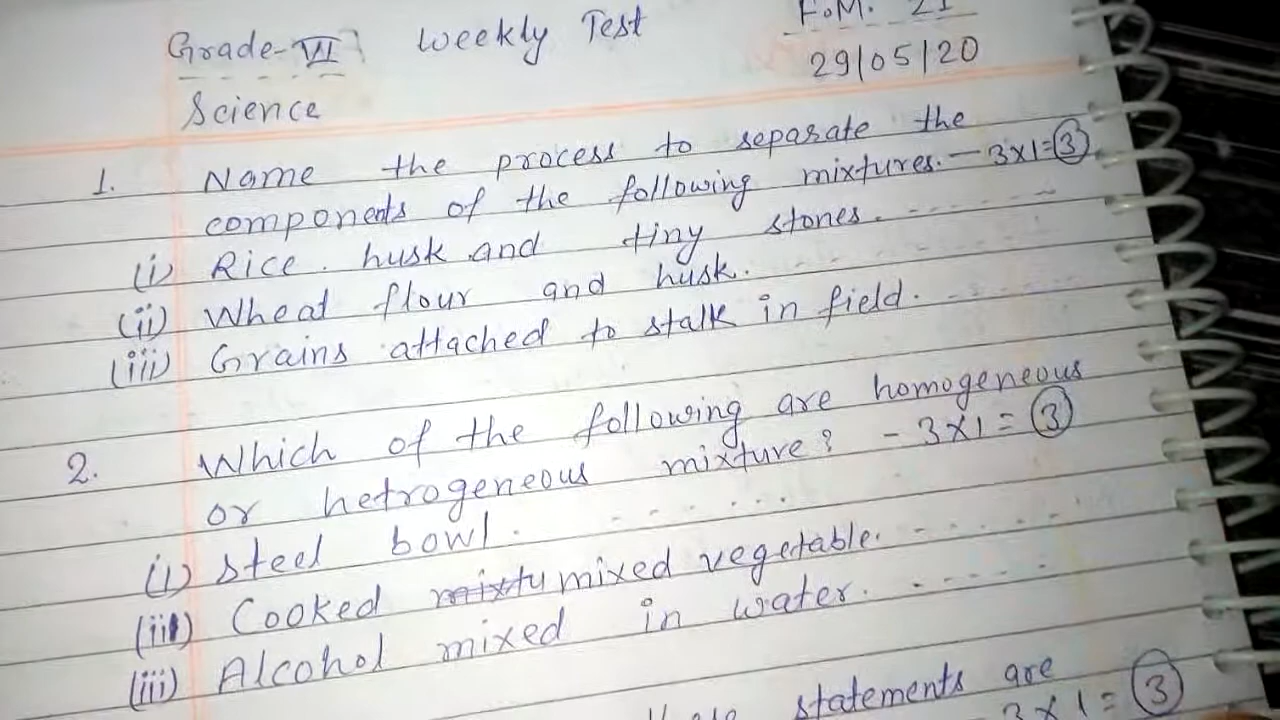 Grade-VI Weekly Test F.M. 21
29/05/20
Science
1. Name the process to separate the
components of the following mixtures. - 3x1=3
(i) Rice husk and tiny stones.
(ii) Wheat flour and husk.
(iii) Grains attached to stalk in field.
2. Which of the following are homogeneous
or hetrogeneous mixture? - 3x1=3
(i) Steel bowl.
(ii) Cooked mixtu mixed vegetable.
(iii) Alcohol mixed in water.
statements are
3x1=3